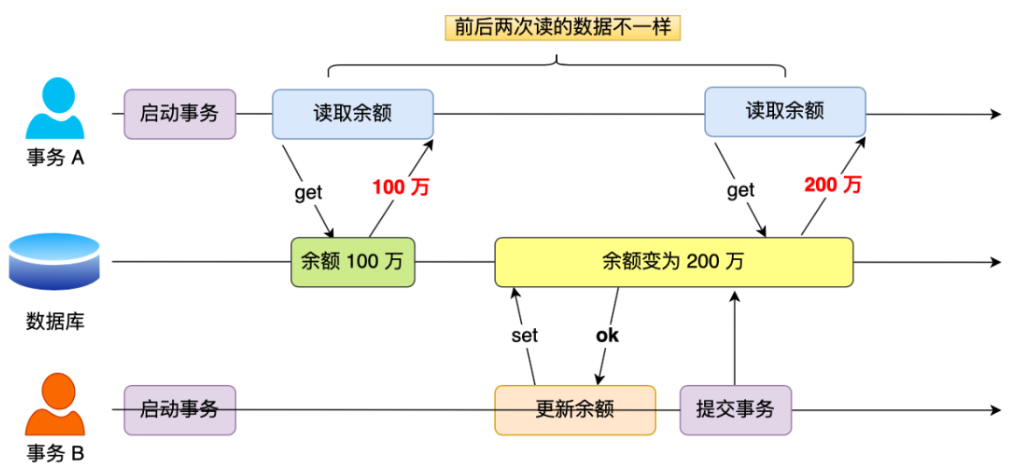 前后两次读的数据不一样
启动事务
读取余额
读取余额
事务 A
get
100 万
get
200 万
余额 100 万
余额变为 200 万
数据库
set
ok
启动事务
更新余额
提交事务
事务 B